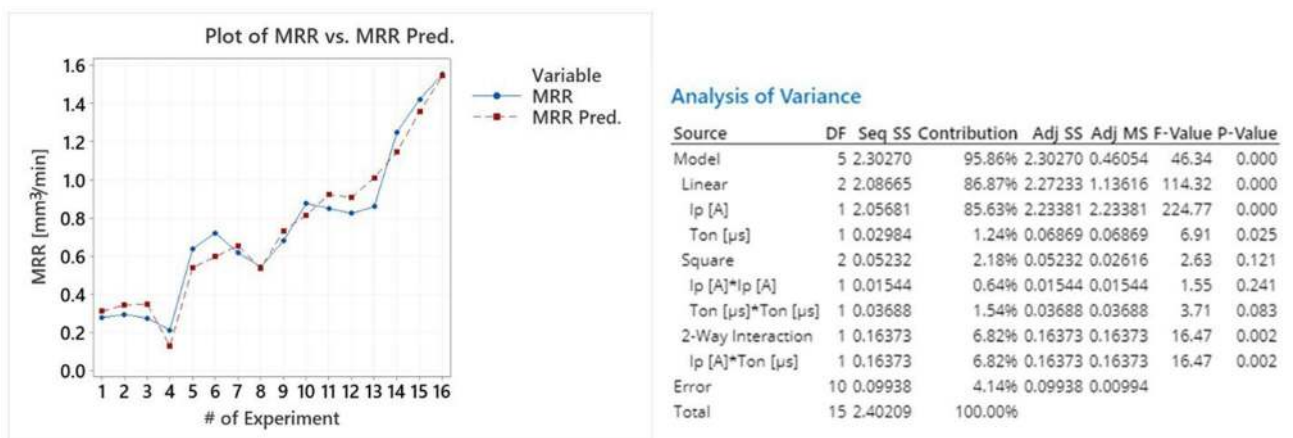 Plot of MRR vs. MRR Pred.
1.6
1.4
1.2
1.0
0.8
0.6
0.4
0.2
0.0
MRR [mm³/min]
1 2 3 4 5 6 7 8 9 10 11 12 13 14 15 16
# of Experiment
Variable
MRR
MRR Pred.
Analysis of Variance
Source DF Seq SS Contribution Adj SS Adj MS F-Value P-Value
Model 5 2.30270 95.86% 2.30270 0.46054 46.34 0.000
Linear 2 2.08665 86.87% 2.27233 1.13616 114.32 0.000
Ip [A] 1 2.05681 85.63% 2.23381 2.23381 224.77 0.000
Ton [µs] 1 0.02984 1.24% 0.06869 0.06869 6.91 0.025
Square 2 0.05232 2.18% 0.05232 0.02616 2.63 0.121
Ip [A]*Ip [A] 1 0.01544 0.64% 0.01544 0.01544 1.55 0.241
Ton [µs]*Ton [µs] 1 0.03688 1.54% 0.03688 0.03688 3.71 0.083
2-Way Interaction 1 0.16373 6.82% 0.16373 0.16373 16.47 0.002
Ip [A]*Ton [µs] 1 0.16373 6.82% 0.16373 0.16373 16.47 0.002
Error 10 0.09938 4.14% 0.09938 0.00994
Total 15 2.40209 100.00%